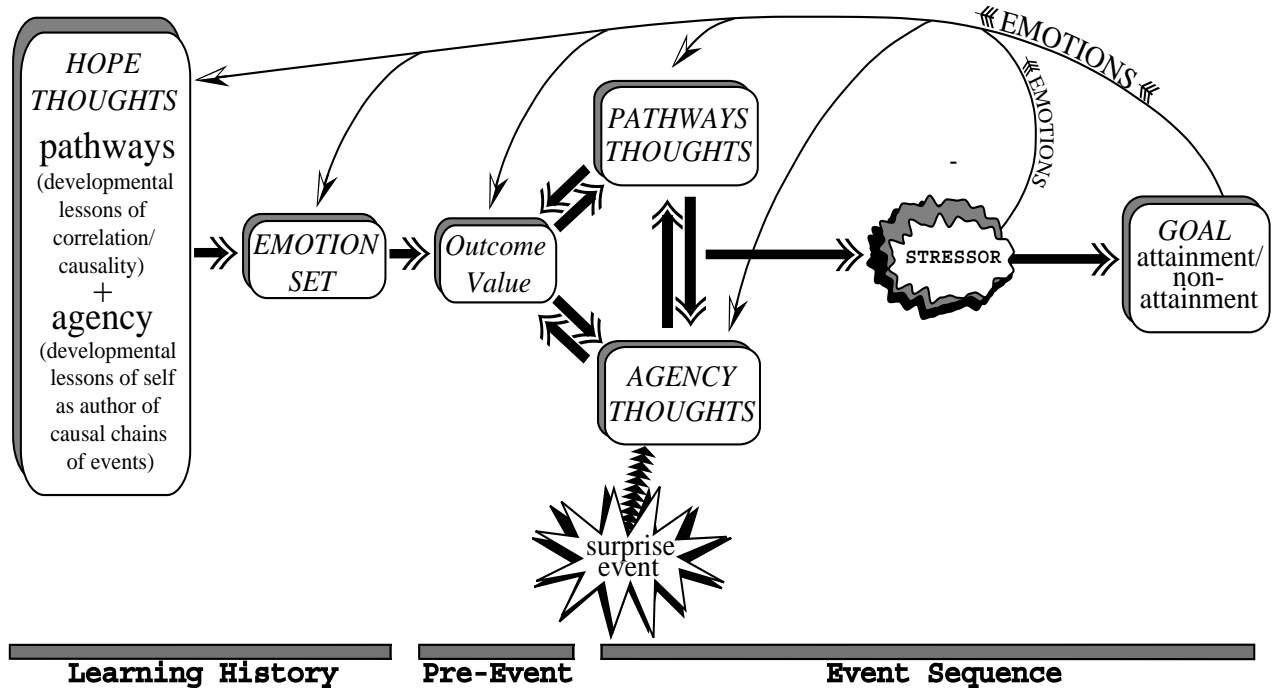 HOPE
THOUGHTS
pathways
(developmental
lessons of
correlation/
causality)
+
agency
(developmental
lessons of self
as author of
causal chains
of events)
EMOTION
SET
Outcome
Value
PATHWAYS
THOUGHTS
AGENCY
THOUGHTS
surprise
event
-
STRESSOR
EMOTIONS
EMOTIONS
GOAL
attainment/
non-
attainment
Learning History
Pre-Event
Event Sequence